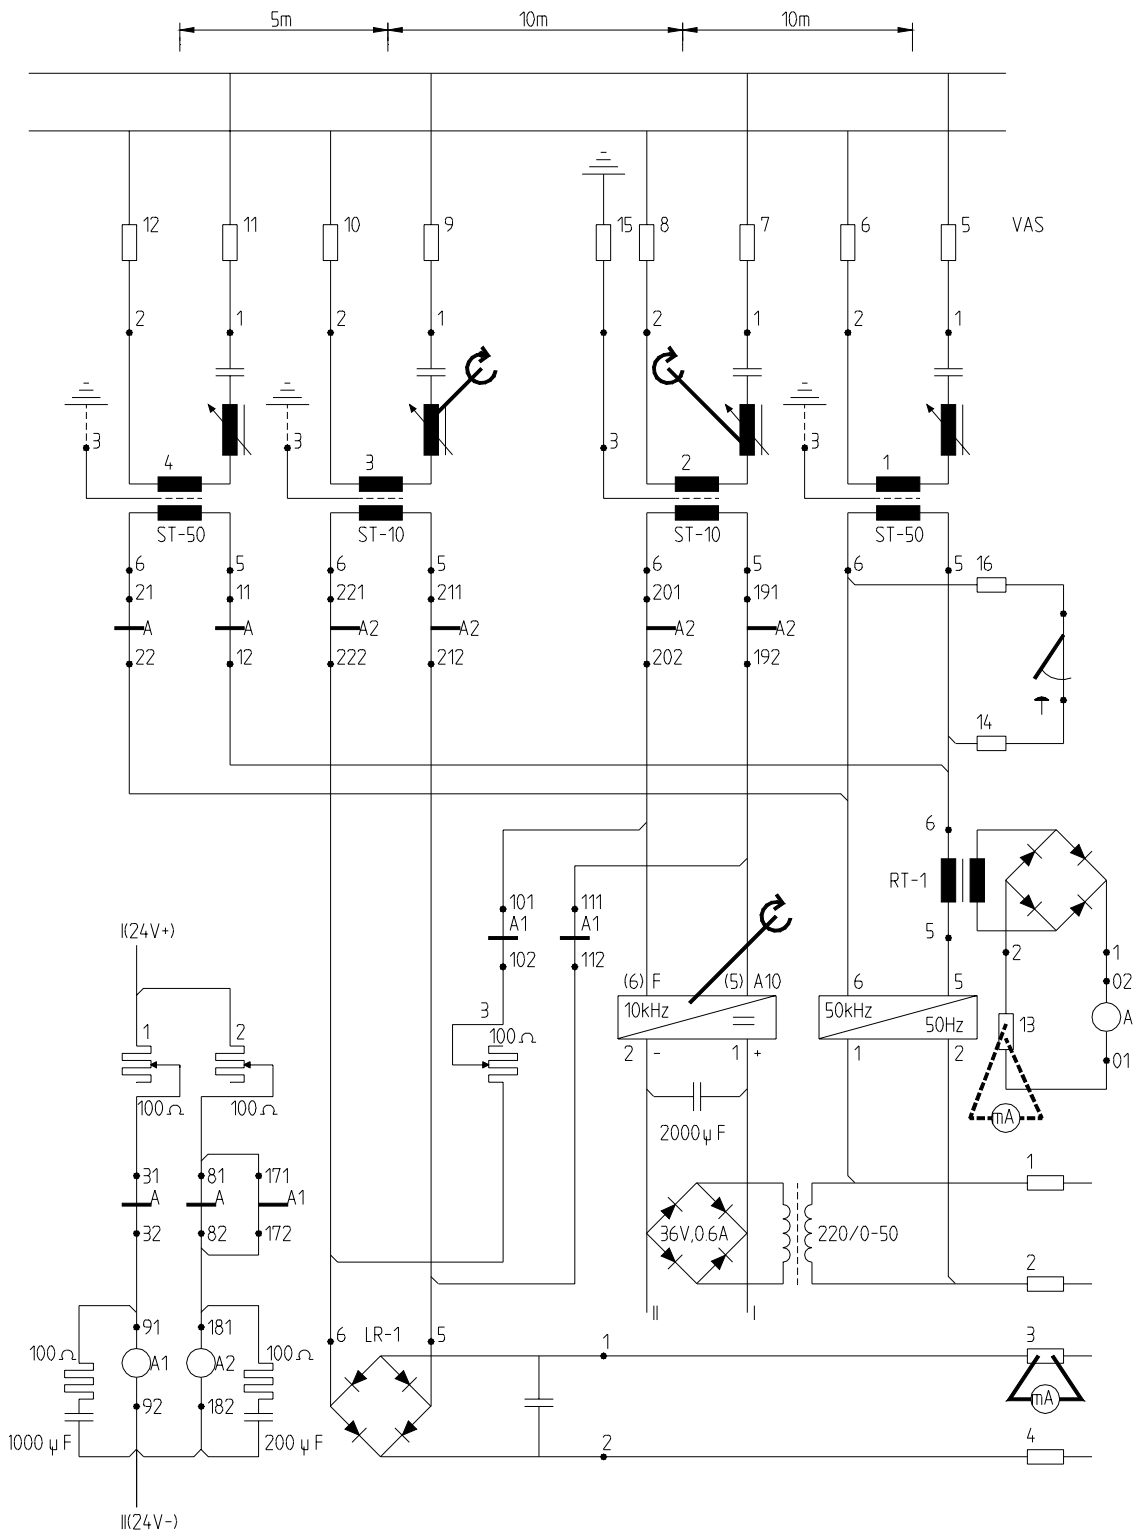 5m 10m 10m
12 11 10 9 15 8 7 6 5 VAS
2 1 2 1 2 1 2 1
3 3 3 3
4 3 2 1
ST-50 ST-10 ST-10 ST-50
6 5 6 5 6 5 6 5 16
21 11 221 211 201 191
A A A2 A2 A2 A2
22 12 222 212 202 192
14
6
RT-1
101 111
I(24V+) A1 A1
5
102 112 2 1
(6) F (5) A10 6 5 02
3 10kHz 50kHz 13 A
1 2 100Ω 50Hz
2 - 1 + 1 2 01
100Ω 100Ω mA
2000μF
1
31 81 171
A A A1
32 82 172 36V,0.6A 220/0-50
2
II I
91 181 6 LR-1 5 1 3
100Ω A1 A2 100Ω
92 182 mA
1000μF 200μF 2 4
II(24V-)